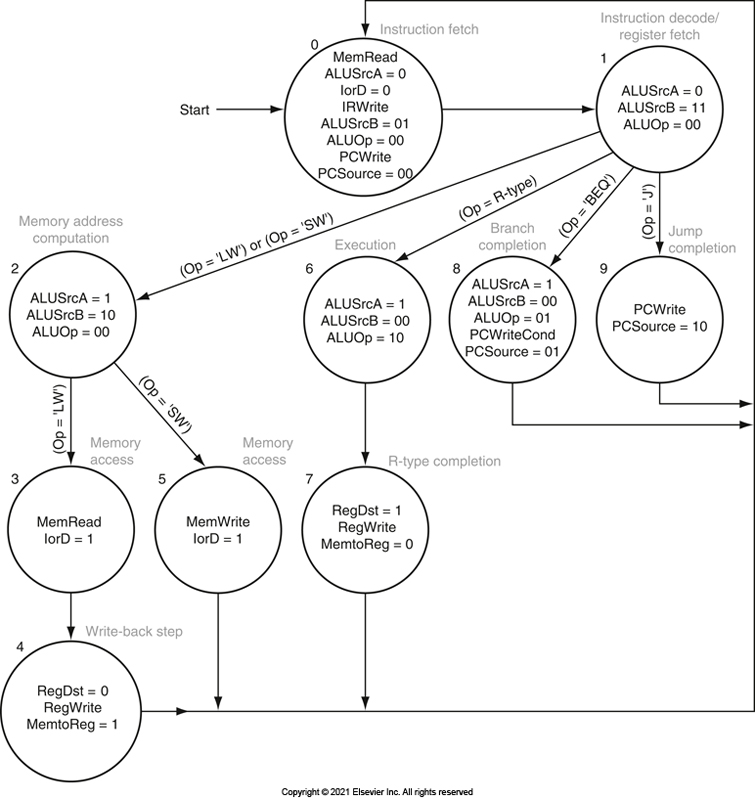 Instruction fetch
0
MemRead
ALUSrcA = 0
IorD = 0
IRWrite
ALUSrcB = 01
ALUOp = 00
PCWrite
PCSource = 00
Start
Instruction decode/
register fetch
1
ALUSrcA = 0
ALUSrcB = 11
ALUOp = 00
(Op = 'LW') or (Op = 'SW')
(Op = R-type)
(Op = 'BEQ')
(Op = 'J')
Memory address
computation
2
ALUSrcA = 1
ALUSrcB = 10
ALUOp = 00
Execution
6
ALUSrcA = 1
ALUSrcB = 00
ALUOp = 10
Branch
completion
8
ALUSrcA = 1
ALUSrcB = 00
ALUOp = 01
PCWriteCond
PCSource = 01
Jump
completion
9
PCWrite
PCSource = 10
(Op = 'LW')
(Op = 'SW')
Memory
access
3
MemRead
IorD = 1
Memory
access
5
MemWrite
IorD = 1
R-type completion
7
RegDst = 1
RegWrite
MemtoReg = 0
Write-back step
4
RegDst = 0
RegWrite
MemtoReg = 1
Copyright © 2021 Elsevier Inc. All rights reserved